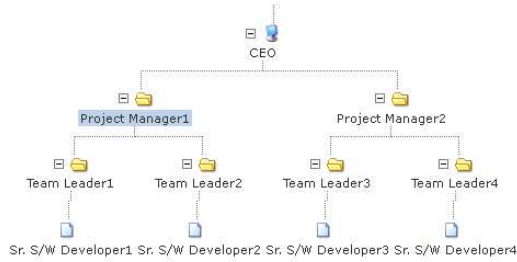 CEO
Project Manager1 Project Manager2
Team Leader1 Team Leader2 Team Leader3 Team Leader4
Sr. S/W Developer1 Sr. S/W Developer2 Sr. S/W Developer3 Sr. S/W Developer4